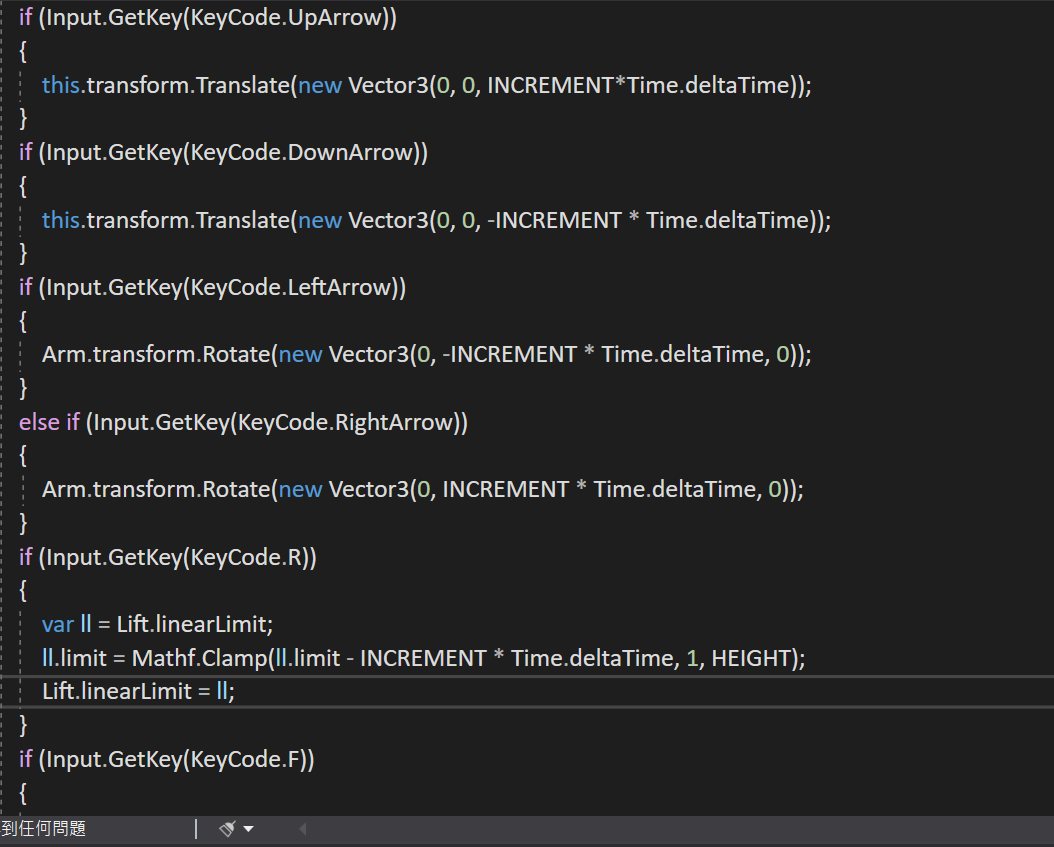 if (Input.GetKey(KeyCode.UpArrow))
{
this.transform.Translate(new Vector3(0, 0, INCREMENT*Time.deltaTime));
}
if (Input.GetKey(KeyCode.DownArrow))
{
this.transform.Translate(new Vector3(0, 0, -INCREMENT * Time.deltaTime));
}
if (Input.GetKey(KeyCode.LeftArrow))
{
Arm.transform.Rotate(new Vector3(0, -INCREMENT * Time.deltaTime, 0));
}
else if (Input.GetKey(KeyCode.RightArrow))
{
Arm.transform.Rotate(new Vector3(0, INCREMENT * Time.deltaTime, 0));
}
if (Input.GetKey(KeyCode.R))
{
var ll = Lift.linearLimit;
ll.limit = Mathf.Clamp(ll.limit - INCREMENT * Time.deltaTime, 1, HEIGHT);
Lift.linearLimit = ll;
}
if (Input.GetKey(KeyCode.F))
{
到任何問題